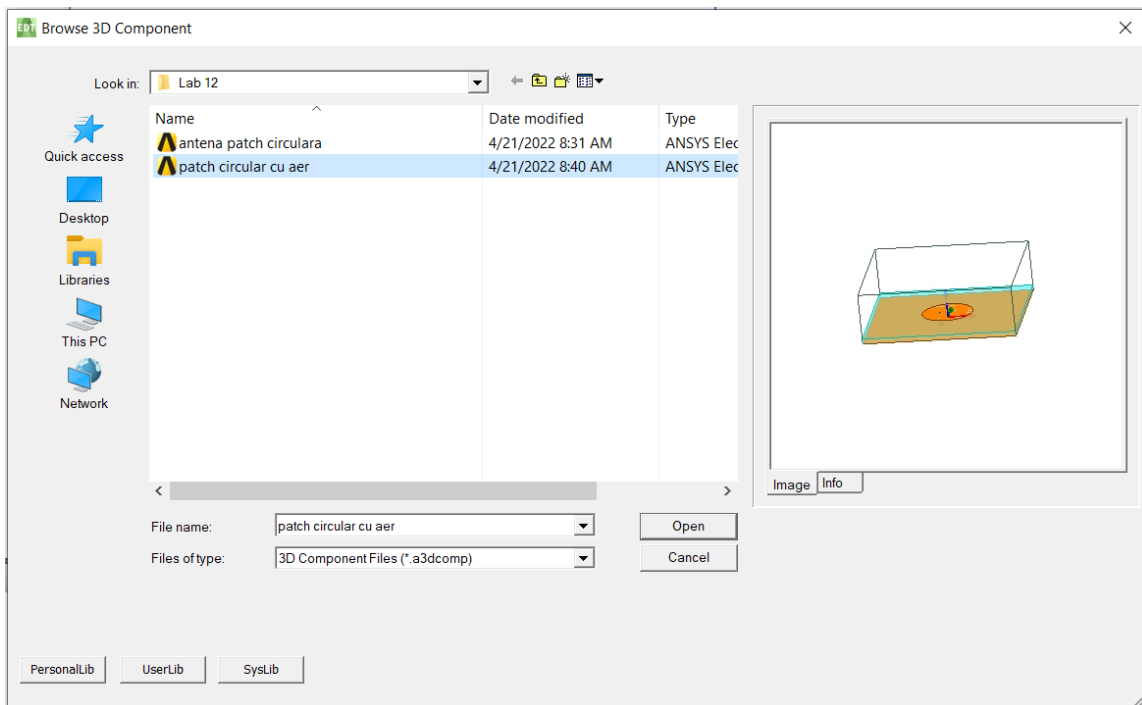 EDT Browse 3D Component
Look in: Lab 12
Quick access
Desktop
Libraries
This PC
Network
Name Date modified Type
antena patch circulara 4/21/2022 8:31 AM ANSYS Elec
patch circular cu aer 4/21/2022 8:40 AM ANSYS Elec
Image Info
File name: patch circular cu aer Open
Files of type: 3D Component Files (*.a3dcomp) Cancel
PersonalLib UserLib SysLib